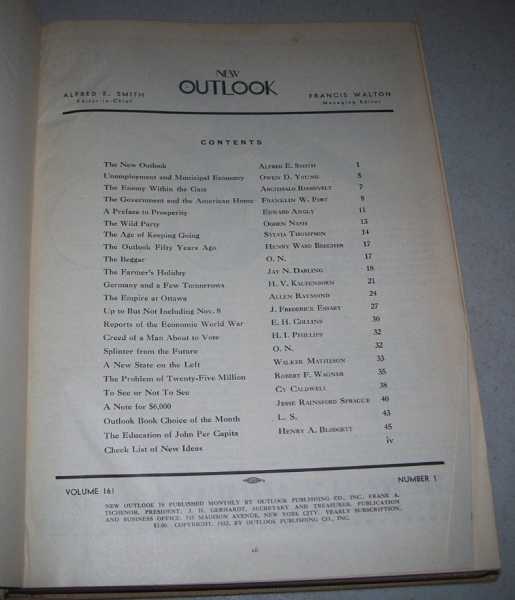 NEW
OUTLOOK
ALFRED E. SMITH
Editor-in-Chief
FRANCIS WALTON
Managing Editor
CONTENTS
The New Outlook ALFRED E. SMITH 1
Unemployment and Municipal Economy OWEN D. YOUNG 5
The Enemy Within the Gate ARCHIBALD ROOSEVELT 7
The Government and the American Home FRANKLIN W. FORT 9
A Preface to Prosperity EDWARD ANGLY 11
The Wild Party OGDEN NASH 13
The Age of Keeping Going SYLVIA THOMPSON 14
The Outlook Fifty Years Ago HENRY WARD BEECHER 17
The Beggar O. N. 17
The Farmer's Holiday JAY N. DARLING 18
Germany and a Few Tomorrows H. V. KALTENBORN 21
The Empire at Ottawa ALLEN RAYMOND 24
Up to But Not Including Nov. 8 J. FREDERICK ESSARY 27
Reports of the Economic World War E. H. COLLINS 30
Creed of a Man About to Vote H. I. PHILLIPS 32
Splinter from the Future O. N. 32
A New State on the Left WALKER MATHESON 33
The Problem of Twenty-Five Million ROBERT F. WAGNER 35
To See or Not To See CY CALDWELL 38
A Note for $6,000 JESSE RAINSFORD SPRAGUE 40
Outlook Book Choice of the Month L. S. 43
The Education of John Per Capita HENRY A. BLODGETT 45
Check List of New Ideas iv
VOLUME 161 NUMBER 1
NEW OUTLOOK IS PUBLISHED MONTHLY BY OUTLOOK PUBLISHING CO., INC., FRANK A.
TICHENOR, PRESIDENT, J. H. GERHARDT, SECRETARY AND TREASURER. PUBLICATION
AND BUSINESS OFFICE, 515 MADISON AVENUE, NEW YORK CITY. YEARLY SUBSCRIPTION,
$3.00. COPYRIGHT, 1932, BY OUTLOOK PUBLISHING CO., INC.